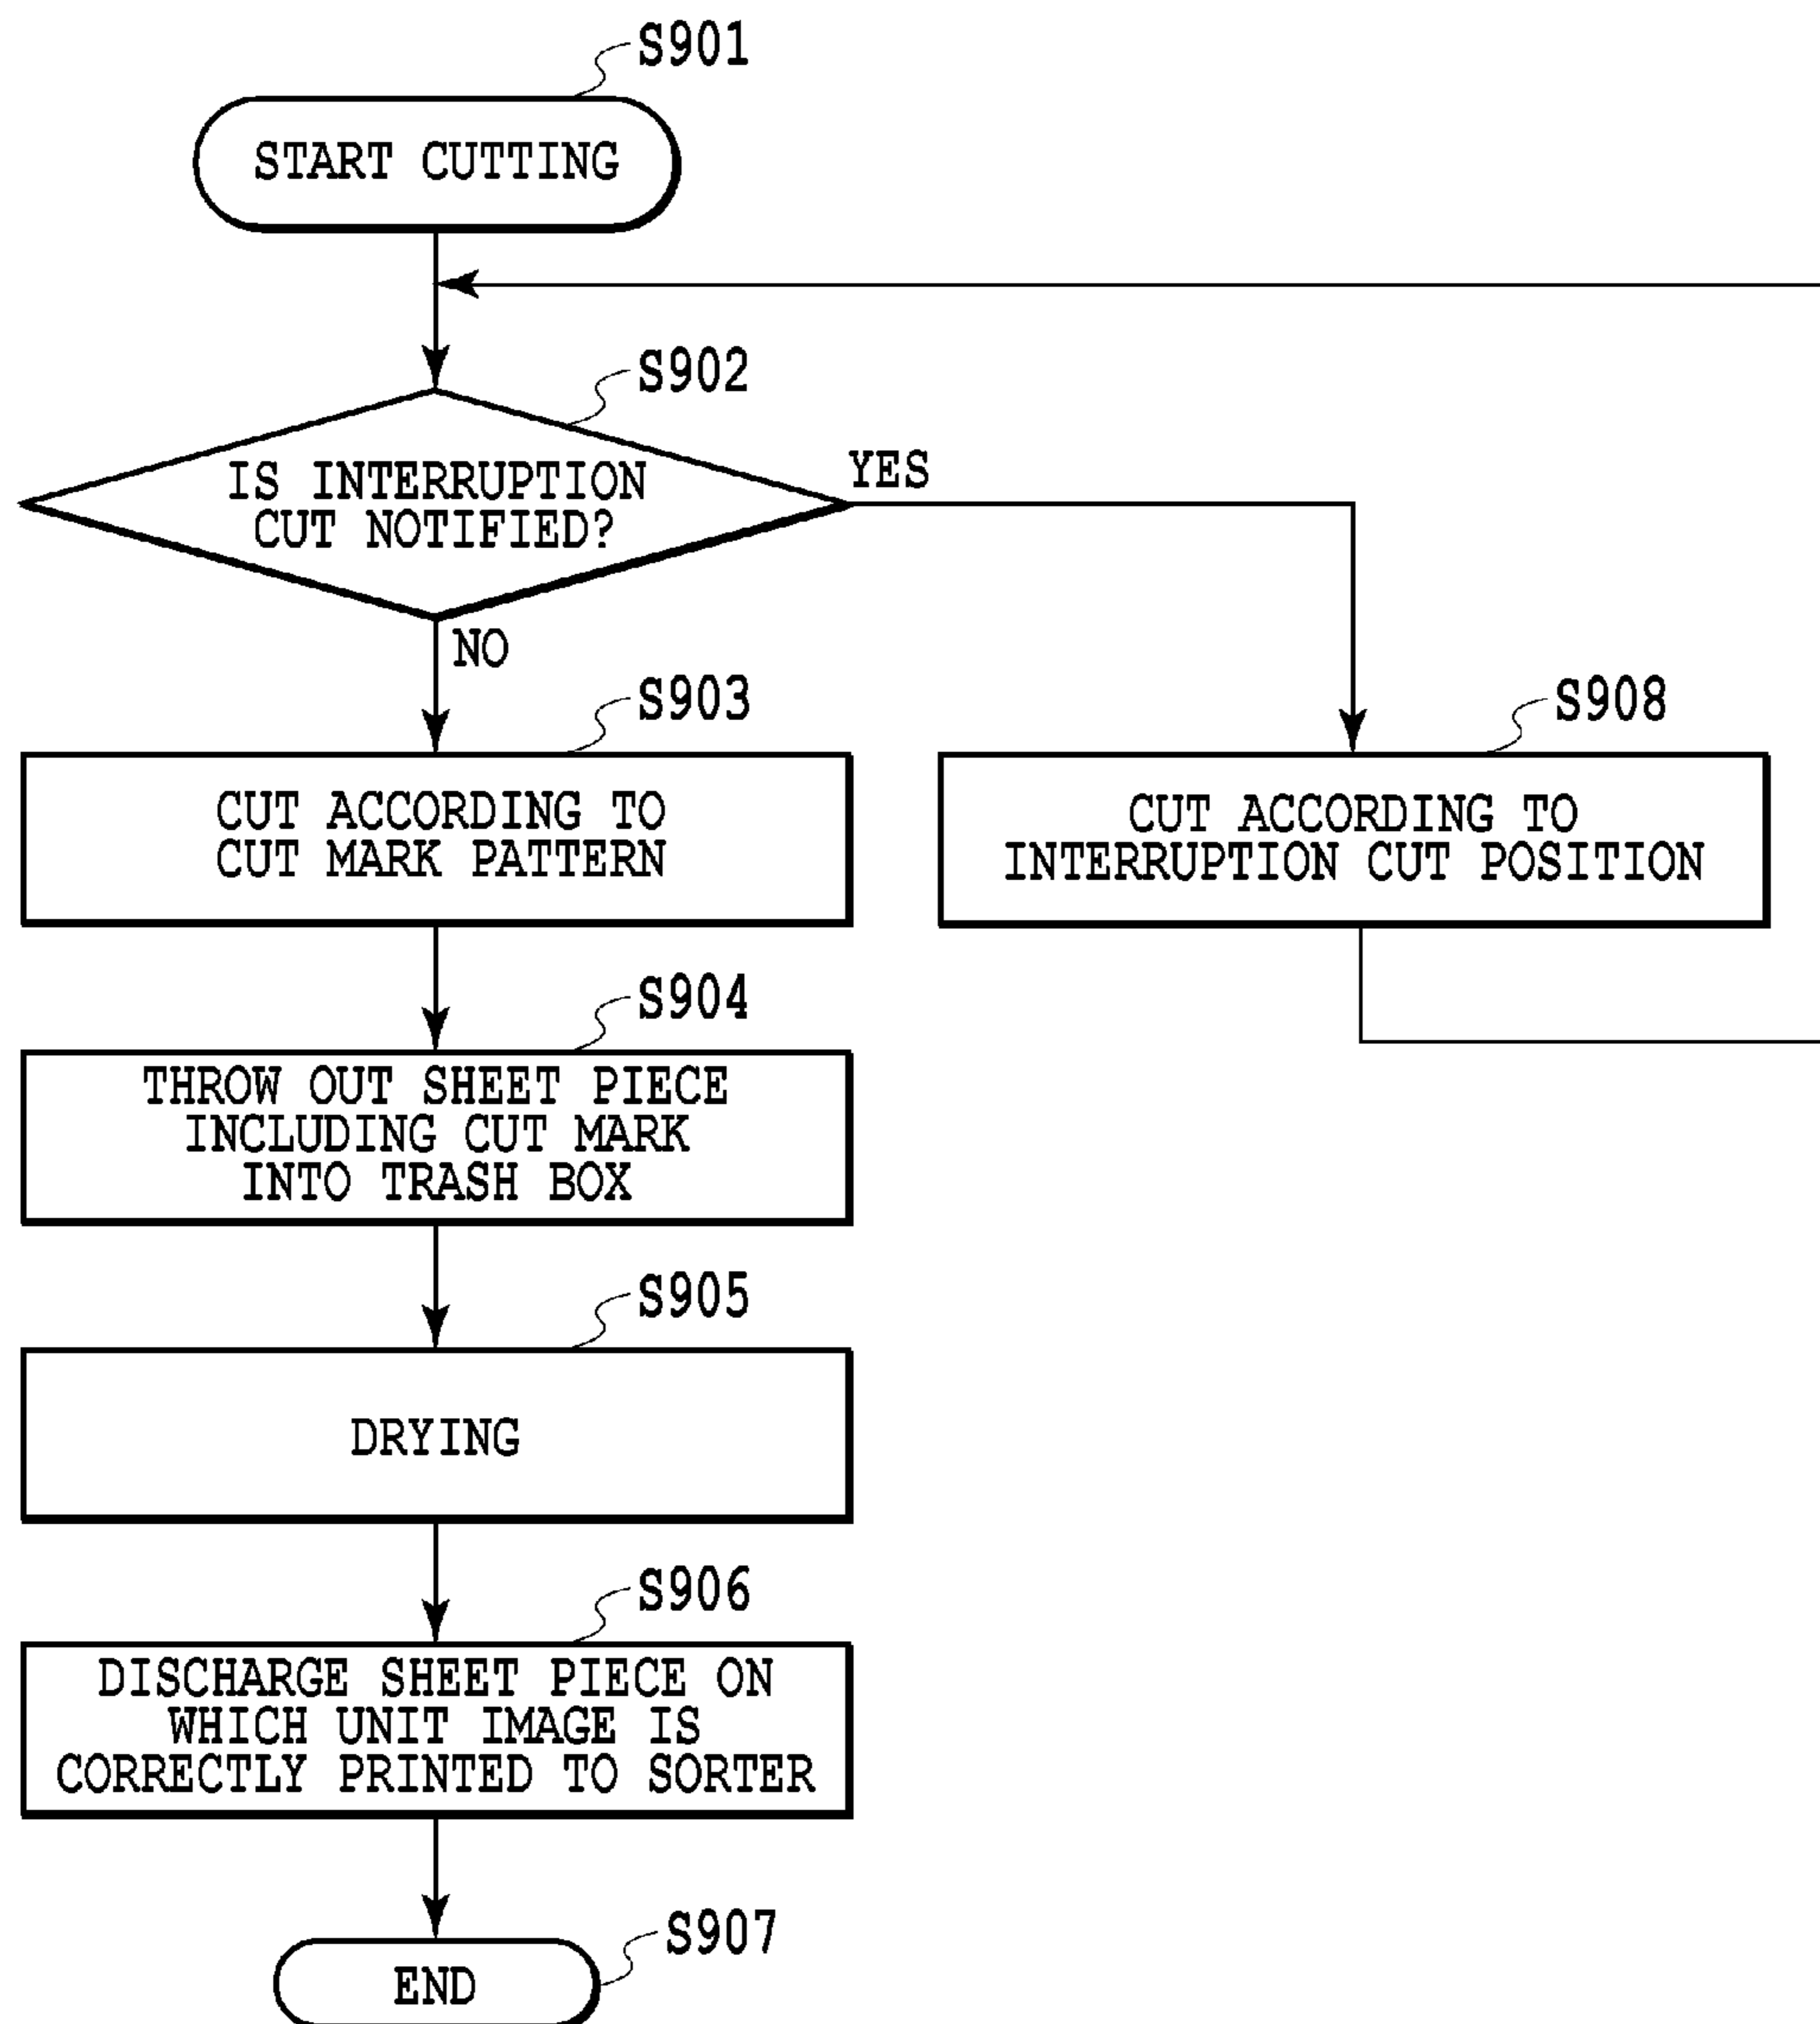 S901
START CUTTING
S902
IS INTERRUPTION
CUT NOTIFIED?
YES
NO
S903
CUT ACCORDING TO
CUT MARK PATTERN
S908
CUT ACCORDING TO
INTERRUPTION CUT POSITION
S904
THROW OUT SHEET PIECE
INCLUDING CUT MARK
INTO TRASH BOX
S905
DRYING
S906
DISCHARGE SHEET PIECE ON
WHICH UNIT IMAGE IS
CORRECTLY PRINTED TO SORTER
S907
END